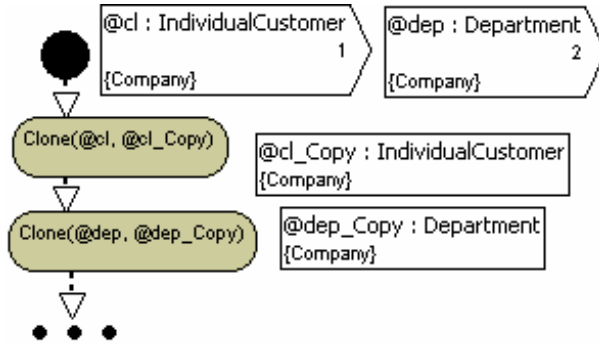 @cl : IndividualCustomer
1
{Company}
@dep : Department
2
{Company}
Clone(@cl, @cl_Copy)
@cl_Copy : IndividualCustomer
{Company}
Clone(@dep, @dep_Copy)
@dep_Copy : Department
{Company}